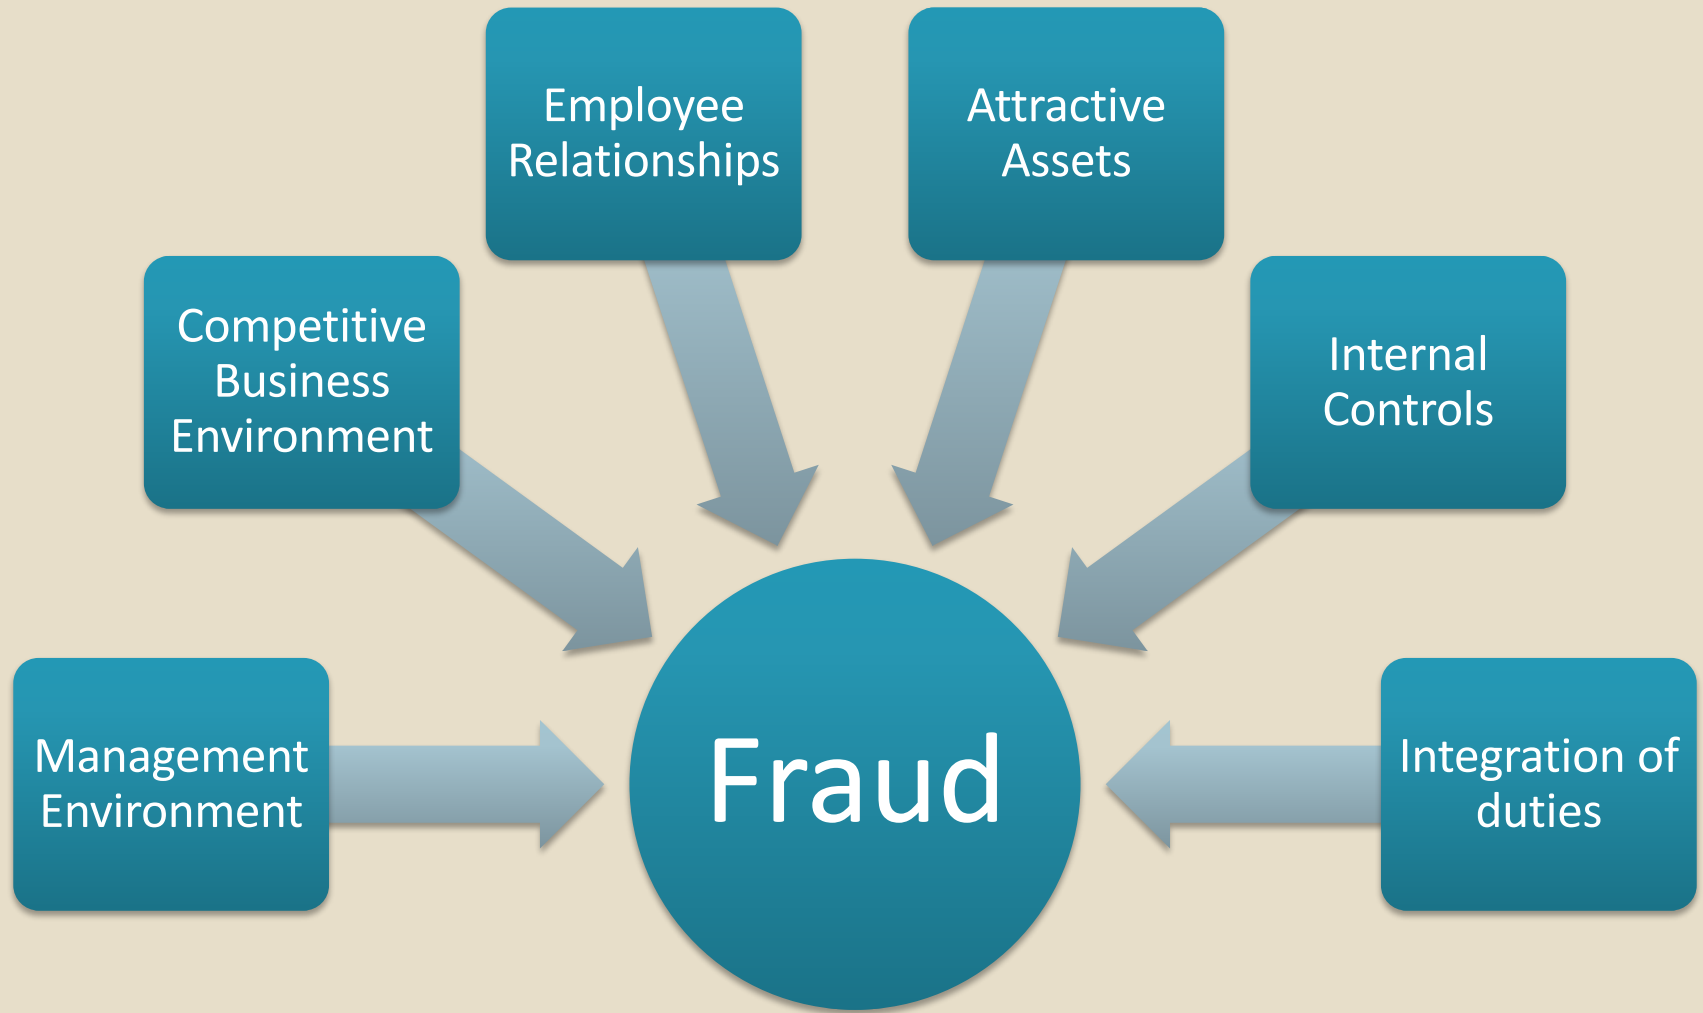 Employee
Relationships
Attractive
Assets
Competitive
Business
Environment
Internal
Controls
Management
Environment
Fraud
Integration of
duties